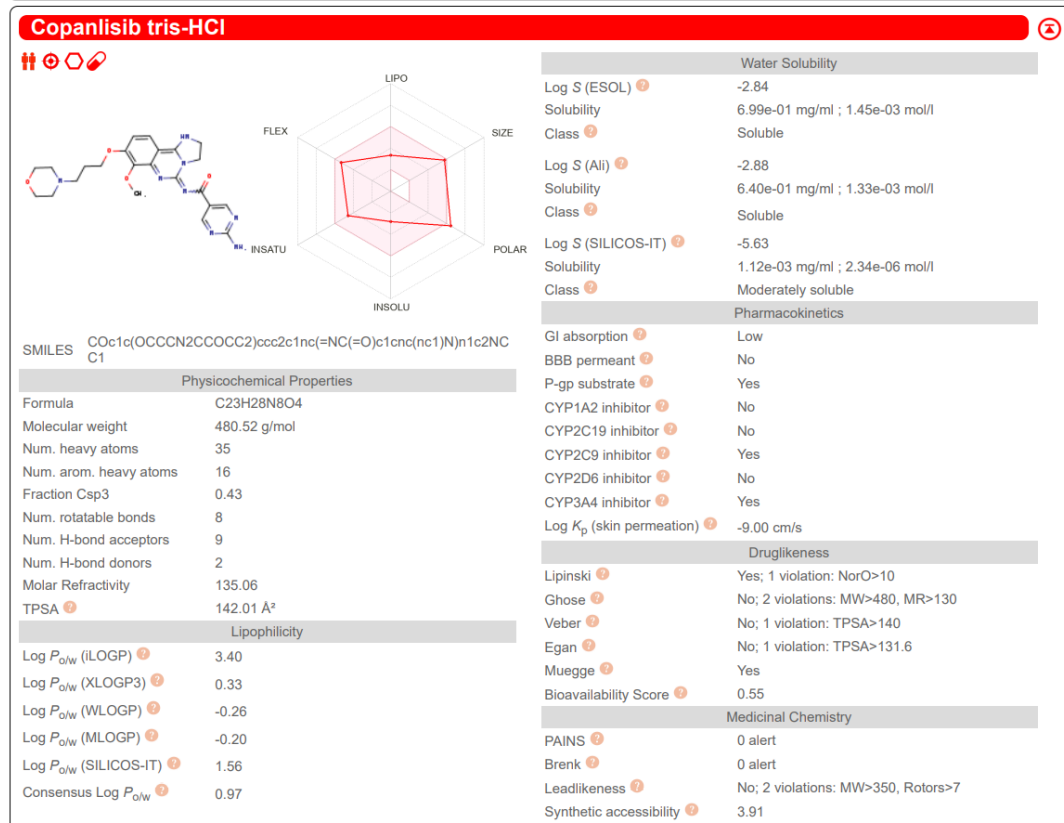 Copanlisib tris-HCl
LIPO
FLEX
SIZE
INSATU
POLAR
INSOLU
SMILES COc1c(OCCCN2CCOCC2)ccc2c1nc(=NC(=O)c1cnc(nc1)N)n1c2NC
C1
Physicochemical Properties
Formula C23H28N8O4
Molecular weight 480.52 g/mol
Num. heavy atoms 35
Num. arom. heavy atoms 16
Fraction Csp3 0.43
Num. rotatable bonds 8
Num. H-bond acceptors 9
Num. H-bond donors 2
Molar Refractivity 135.06
TPSA ? 142.01 Å²
Lipophilicity
Log Po/w (iLOGP) ? 3.40
Log Po/w (XLOGP3) ? 0.33
Log Po/w (WLOGP) ? -0.26
Log Po/w (MLOGP) ? -0.20
Log Po/w (SILICOS-IT) ? 1.56
Consensus Log Po/w ? 0.97
Water Solubility
Log S (ESOL) ? -2.84
Solubility 6.99e-01 mg/ml ; 1.45e-03 mol/l
Class ? Soluble
Log S (Ali) ? -2.88
Solubility 6.40e-01 mg/ml ; 1.33e-03 mol/l
Class ? Soluble
Log S (SILICOS-IT) ? -5.63
Solubility 1.12e-03 mg/ml ; 2.34e-06 mol/l
Class ? Moderately soluble
Pharmacokinetics
GI absorption ? Low
BBB permeant ? No
P-gp substrate ? Yes
CYP1A2 inhibitor ? No
CYP2C19 inhibitor ? No
CYP2C9 inhibitor ? Yes
CYP2D6 inhibitor ? No
CYP3A4 inhibitor ? Yes
Log Kp (skin permeation) ? -9.00 cm/s
Druglikeness
Lipinski ? Yes; 1 violation: NorO>10
Ghose ? No; 2 violations: MW>480, MR>130
Veber ? No; 1 violation: TPSA>140
Egan ? No; 1 violation: TPSA>131.6
Muegge ? Yes
Bioavailability Score ? 0.55
Medicinal Chemistry
PAINS ? 0 alert
Brenk ? 0 alert
Leadlikeness ? No; 2 violations: MW>350, Rotors>7
Synthetic accessibility ? 3.91